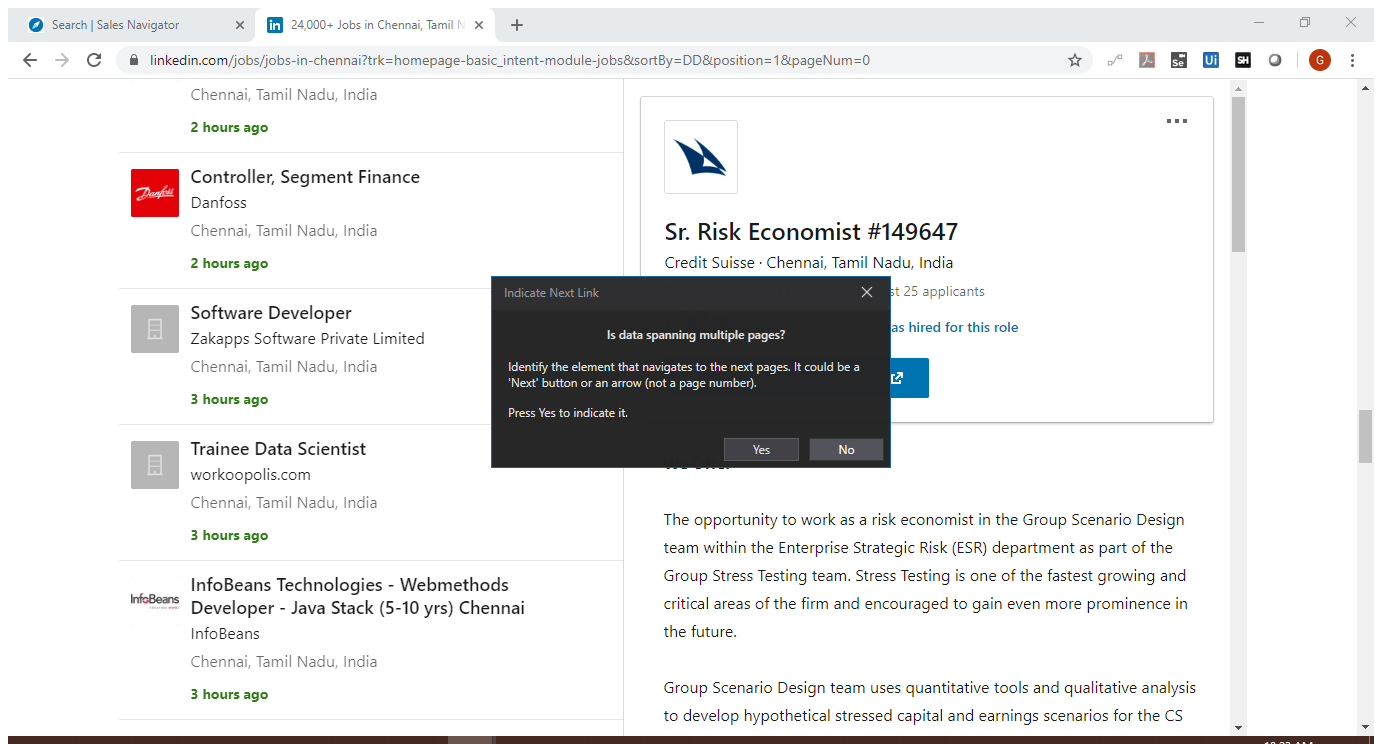 Search | Sales Navigator
24,000+ Jobs in Chennai, Tamil N
linkedin.com/jobs/jobs-in-chennai?trk=homepage-basic_intent-module-jobs&sortBy=DD&position=1&pageNum=0
Se
Ui
SH
G
Chennai, Tamil Nadu, India
2 hours ago
Danfoss
Controller, Segment Finance
Danfoss
Chennai, Tamil Nadu, India
2 hours ago
Software Developer
Zakapps Software Private Limited
Chennai, Tamil Nadu, India
3 hours ago
Trainee Data Scientist
workoopolis.com
Chennai, Tamil Nadu, India
3 hours ago
InfoBeans
InfoBeans Technologies - Webmethods
Developer - Java Stack (5-10 yrs) Chennai
InfoBeans
Chennai, Tamil Nadu, India
3 hours ago
Sr. Risk Economist #149647
Credit Suisse · Chennai, Tamil Nadu, India
25 applicants
as hired for this role
Indicate Next Link
Is data spanning multiple pages?
Identify the element that navigates to the next pages. It could be a
'Next' button or an arrow (not a page number).
Press Yes to indicate it.
Yes
No
The opportunity to work as a risk economist in the Group Scenario Design
team within the Enterprise Strategic Risk (ESR) department as part of the
Group Stress Testing team. Stress Testing is one of the fastest growing and
critical areas of the firm and encouraged to gain even more prominence in
the future.
Group Scenario Design team uses quantitative tools and qualitative analysis
to develop hypothetical stressed capital and earnings scenarios for the CS